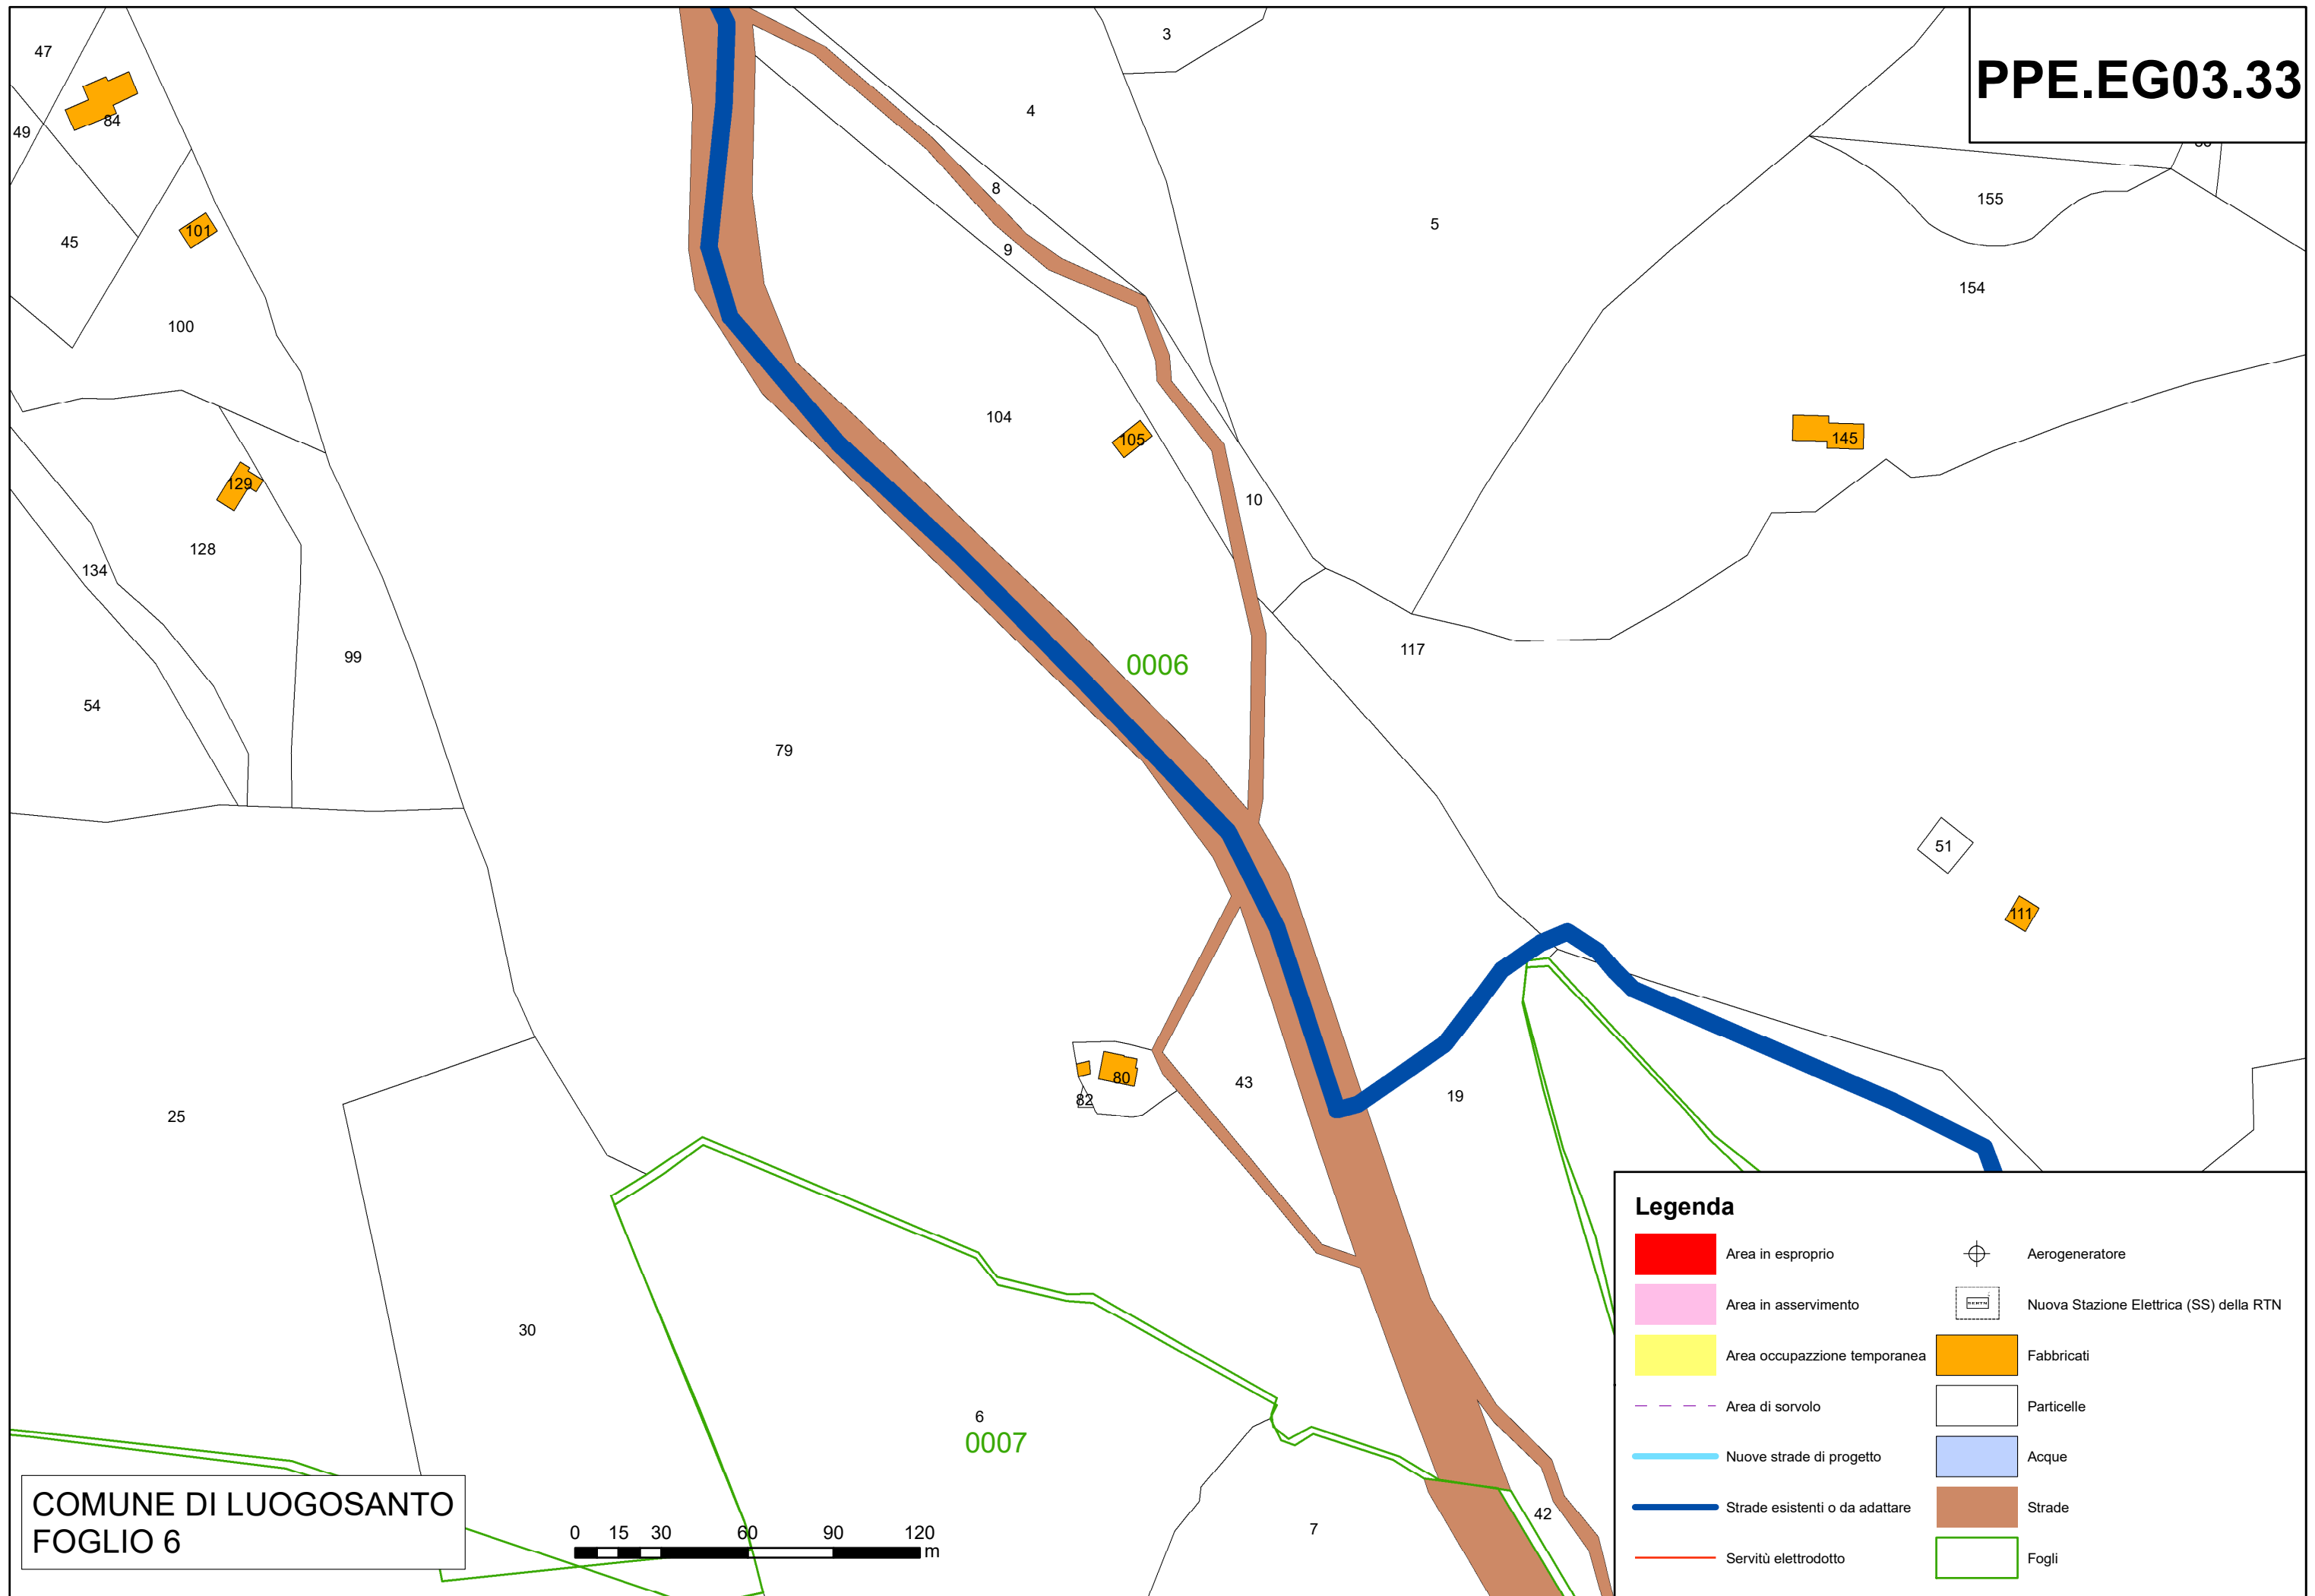 PPE.EG03.33
47
3
84
4
49
8
155
5
101
45
9
154
100
104
105
145
129
10
128
134
117
99
0006
54
79
51
111
80
43
82
19
25
30
6
0007
7
42
COMUNE DI LUOGOSANTO
FOGLIO 6
0 15 30 60 90 120
m
Legenda
Area in esproprio
Area in asservimento
Area occupazzione temporanea
Area di sorvolo
Nuove strade di progetto
Strade esistenti o da adattare
Servitù elettrodotto
Aerogeneratore
Nuova Stazione Elettrica (SS) della RTN
Fabbricati
Particelle
Acque
Strade
Fogli